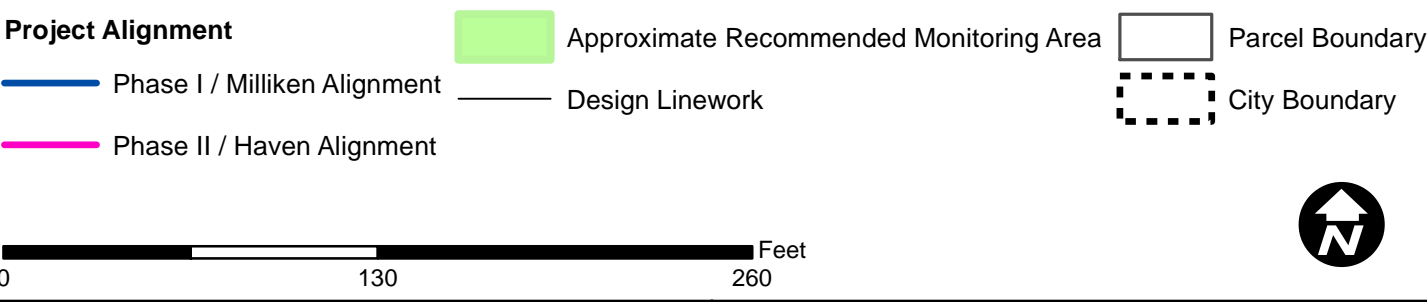 Project Alignment
Phase I / Milliken Alignment
Phase II / Haven Alignment
Approximate Recommended Monitoring Area
Design Linework
Parcel Boundary
City Boundary
Feet
0 130 260
N